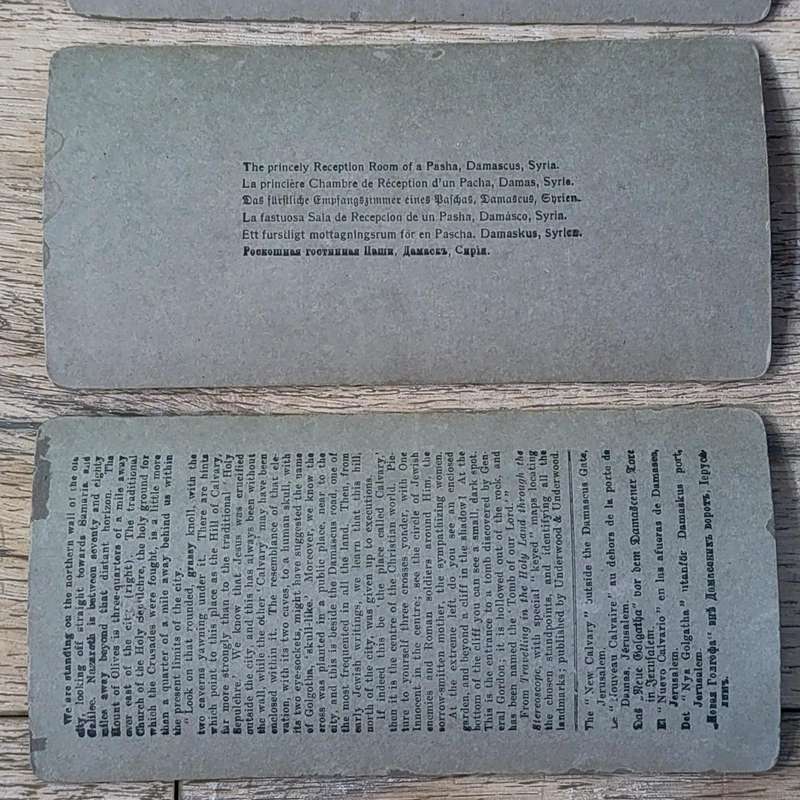 The princely Reception Room of a Pasha, Damascus, Syria.
La princière Chambre de Réception d'un Pacha, Damas, Syrie.
Das fürstliche Empfangszimmer eines Paschas, Damascus, Syrien.
La fastuosa Sala de Recepcion de un Pasha, Damásco, Syria.
Ett furstligt mottagningsrum för en Pascha. Damaskus, Syrien.
Роскошная гостинная Паши, Дамаскъ, Сирія.
We are standing on the northern wall of the old
city, looking off straight towards Samaria and
Galilee. Nazareth is between seventy and eighty
miles away beyond that distant horizon. The
Mount of Olives is three-quarters of a mile away
over east of the city (right). The traditional
Church of the Holy Sepulchre, the holy ground for
which the Crusades were fought, is a little more
than a quarter of a mile away behind us within
the present limits of the city.
"Look on that rounded, grassy knoll, with the
two caverns yawning under it. There are hints
which point to this place as the Hill of Calvary,
far more strongly than to the traditional 'Holy
Sepulchre.' We know that Jesus was crucified
outside the city, and this has always been without
the wall, while the other 'Calvary' may have been
enclosed within it. The resemblance of that ele-
vation, with its two caves, to a human skull, with
its two eye-sockets, might have suggested the name
of Golgotha, skull-like. Moreover, we know the
cross was planted in a public place near to the
city, and this is beside the Damascus road, one of
the most frequented in all the land. Then, from
early Jewish writings, we learn that this hill,
north of the city, was given up to executions.
If indeed this be the place called Calvary,
then it is the centre of the Christian world. Pic-
ture to yourself three crosses yonder, with One
Innocent in the centre; see the circle of Jewish
enemies and Roman soldiers around Him, the
sorrow-smitten mother, the sympathizing women.
At the extreme left, do you see an enclosed
garden, and beyond it a cliff in shadow? At the
bottom of the cliff you can see a small dark spot.
This is the entrance to a tomb discovered by Gen-
eral Gordon; it is hollowed out of the rock, and
has been named the 'Tomb of our Lord.'"
From Travelling in the Holy Land through the
Stereoscope, with special "keyed" maps locating
the chosen standpoints, and identifying all the
landmarks; published by Underwood & Underwood.
The "New Calvary" outside the Damascus Gate,
Jerusalem.
Le "Nouveau Calvaire" au dehors de la porte de
Damas, Jérusalem.
Das "Neue Golgatha" vor dem Damascener Tore
in Jerusalem.
El "Nuevo Calvario" en las afueras de Damasco,
Jerusalem.
Det "Nya Golgatha" utanför Damaskus port,
Jerusalem.
„Новая Голгофа" внѣ Дамасскихъ воротъ, Іеруса-
лимъ.